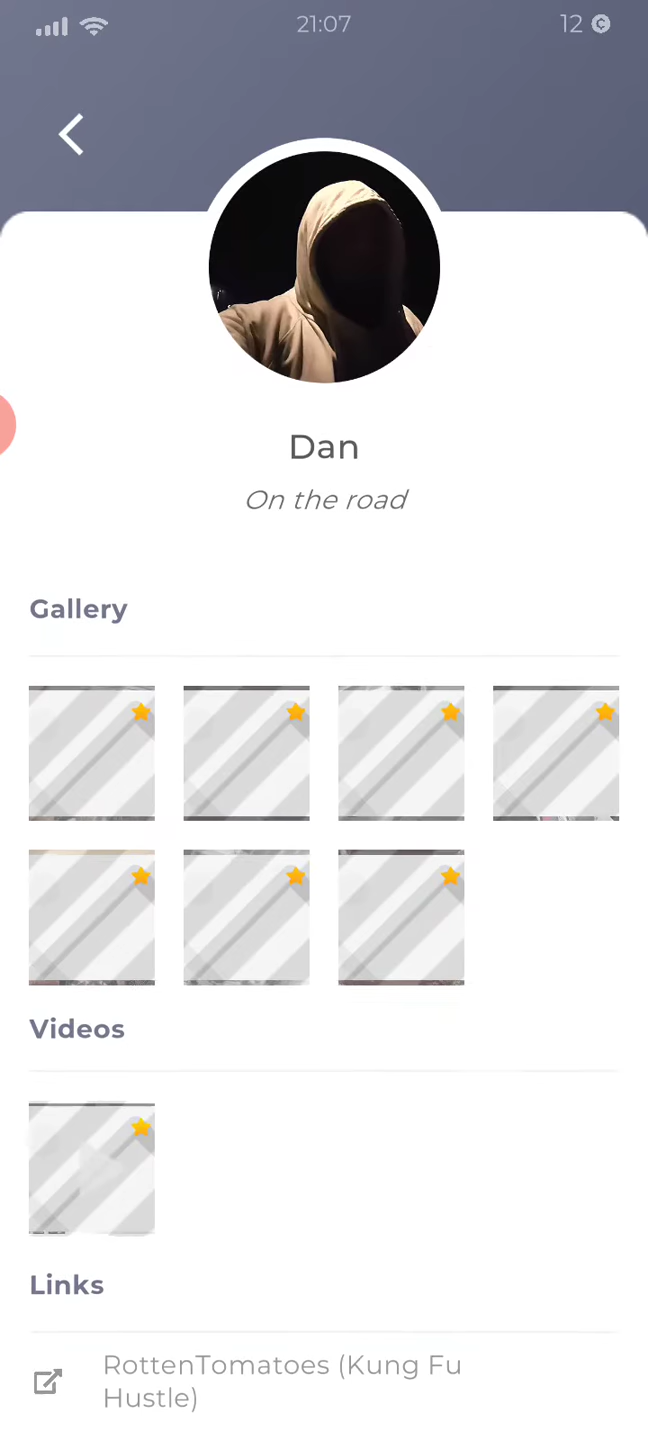 21:07
12
Dan
On the road
Gallery
Videos
Links
RottenTomatoes (Kung Fu
Hustle)